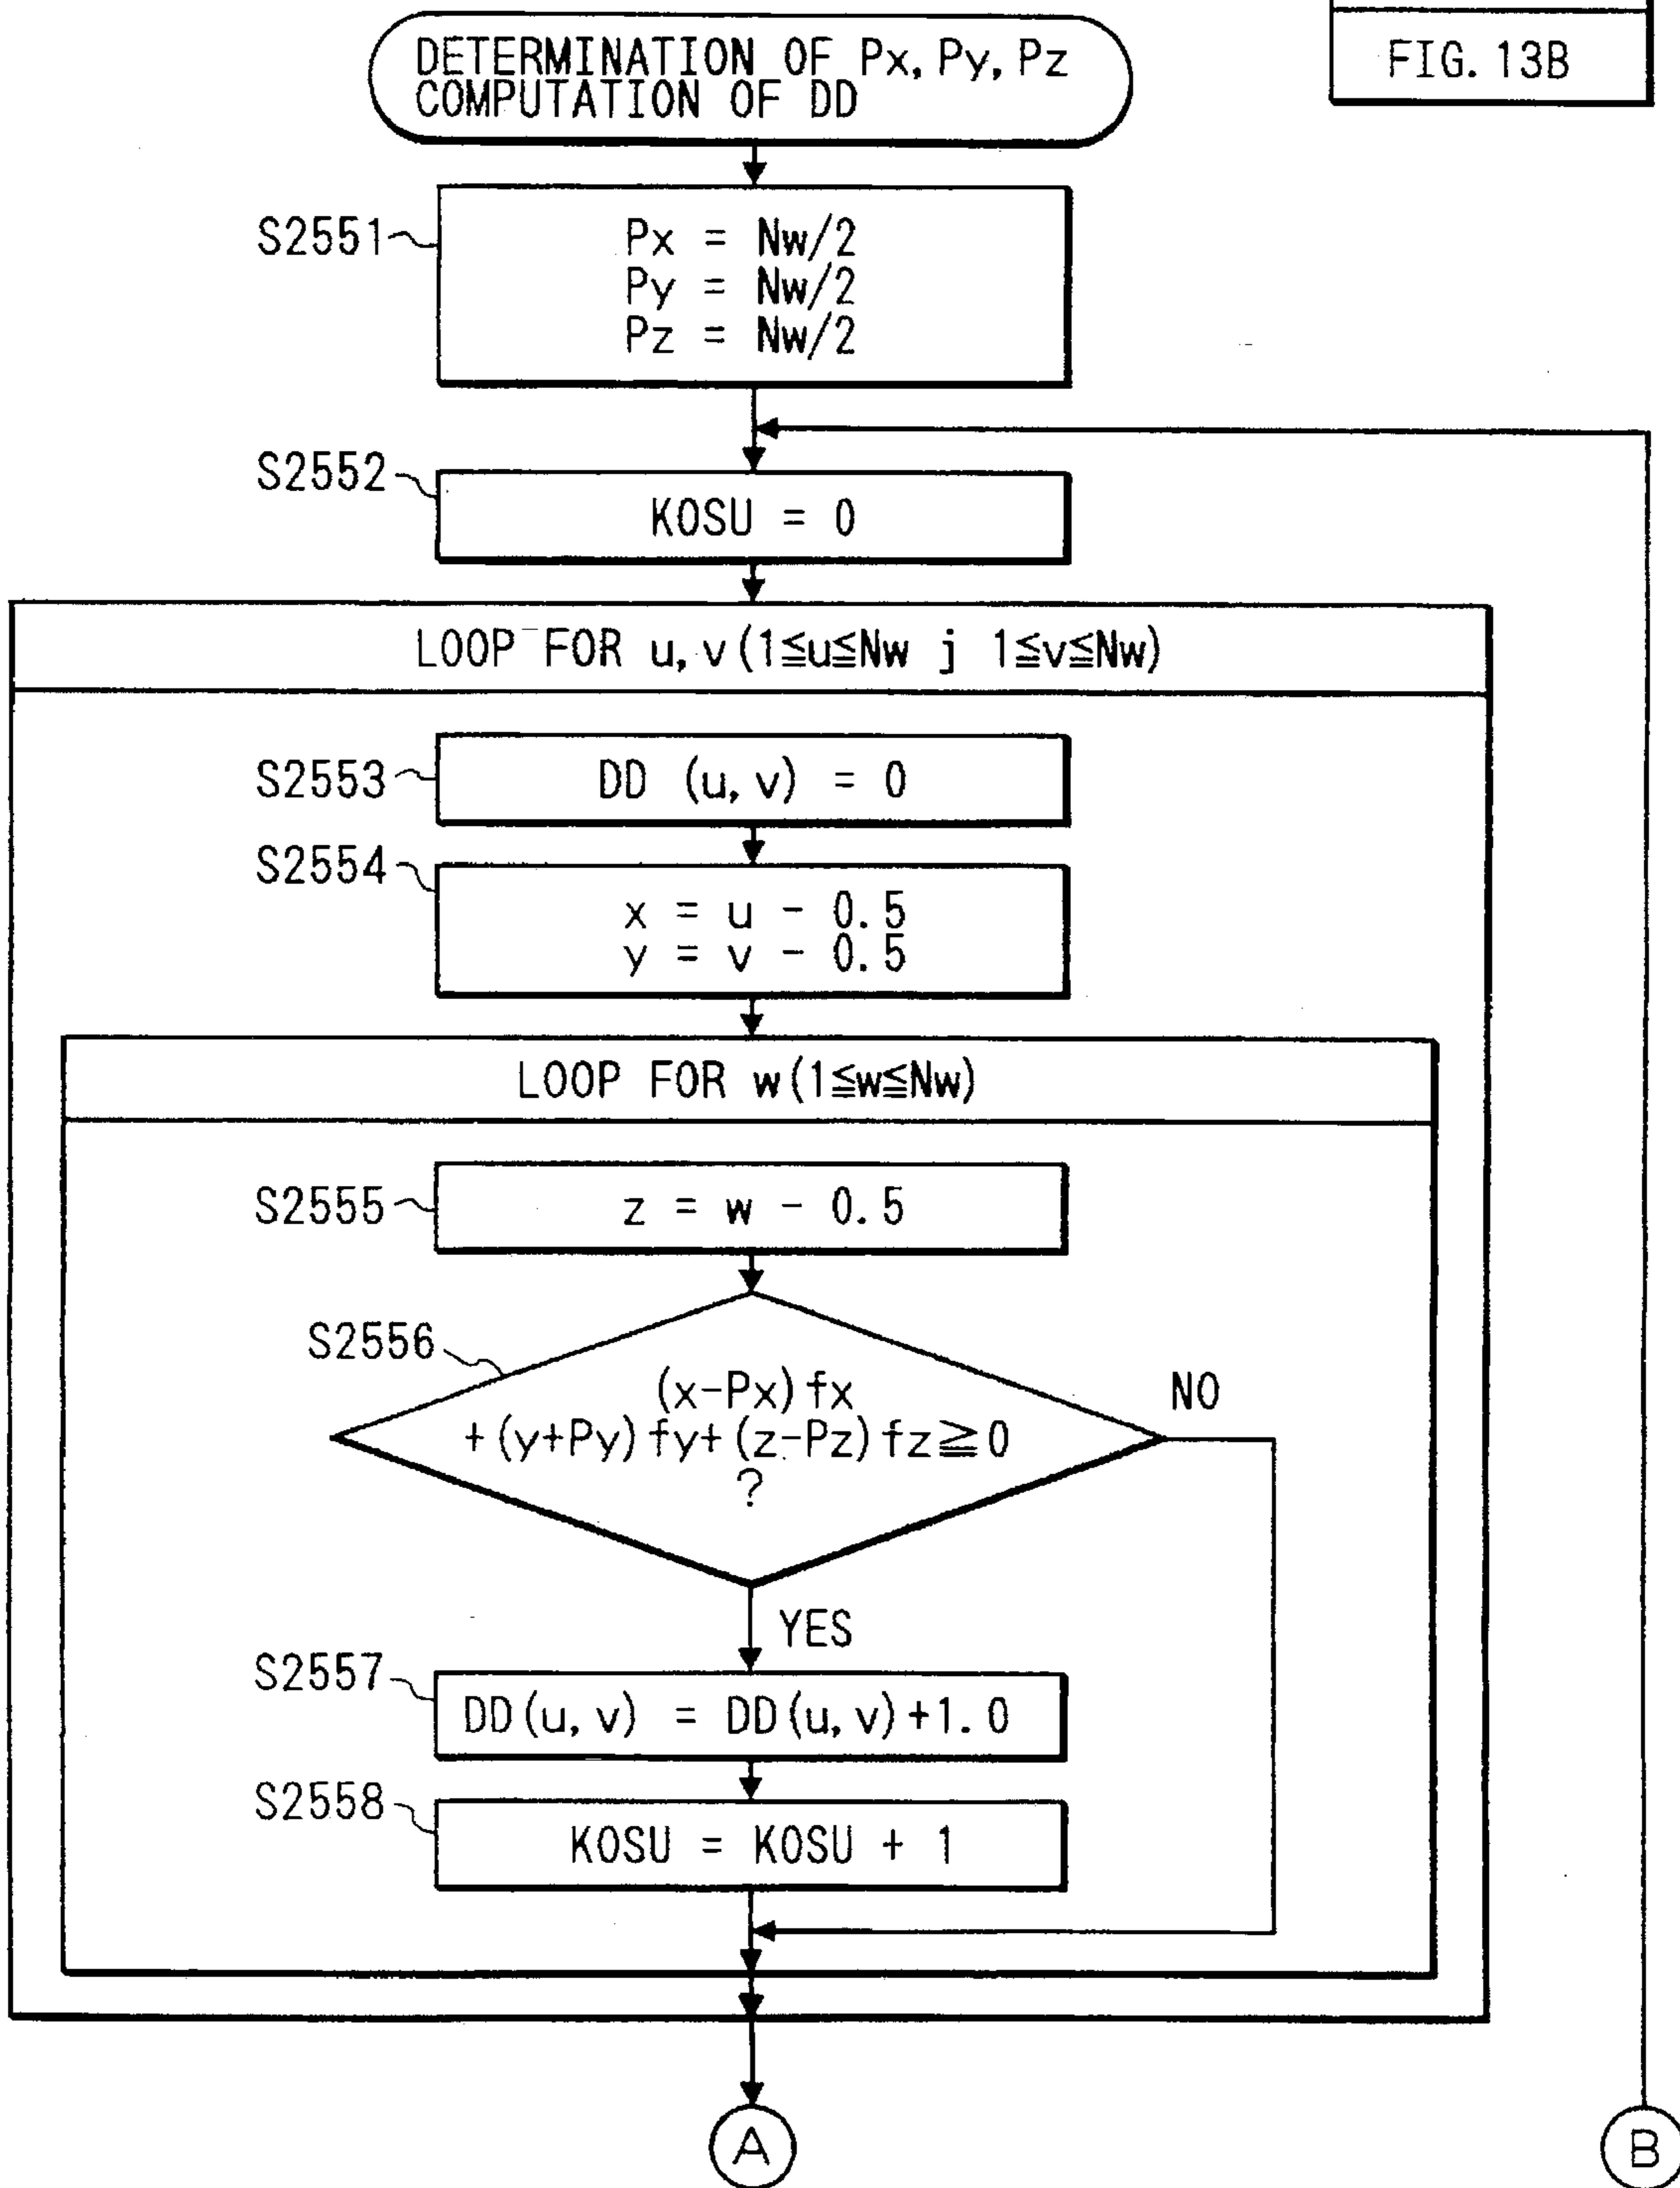 FIG. 13B
DETERMINATION OF Px, Py, Pz
COMPUTATION OF DD
S2551
Px = Nw/2
Py = Nw/2
Pz = Nw/2
S2552
KOSU = 0
LOOP FOR u, v (1≦u≦Nw j 1≦v≦Nw)
S2553
DD (u, v) = 0
S2554
x = u - 0.5
y = v - 0.5
LOOP FOR w (1≦w≦Nw)
S2555
z = w - 0.5
S2556
(x-Px) fx
+ (y+Py) fy+ (z-Pz) fz≧0
?
NO
YES
S2557
DD (u, v) = DD (u, v) +1.0
S2558
KOSU = KOSU + 1
A
B